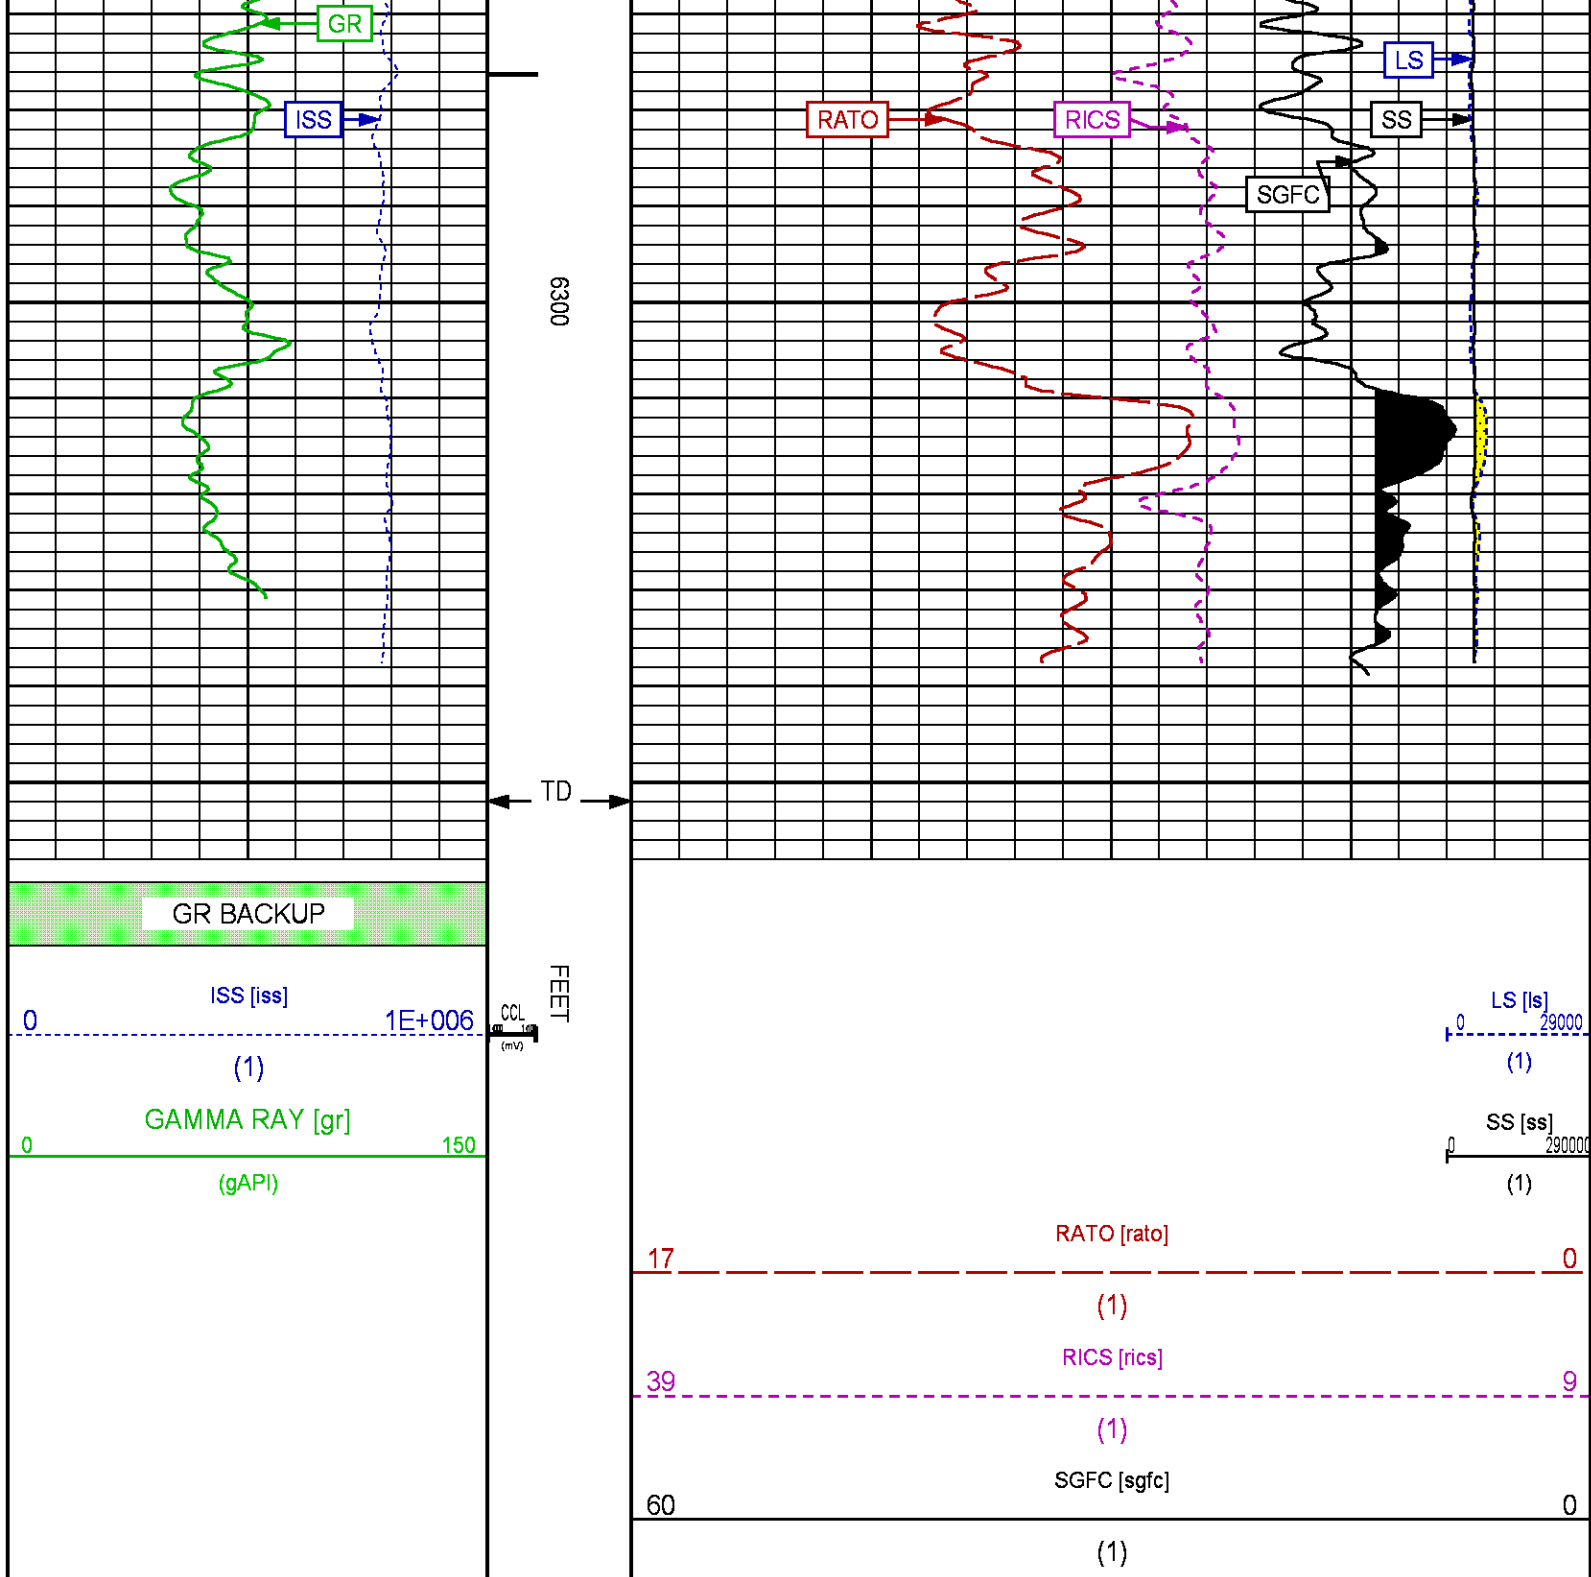 GR
LS
ISS
RATO
RICS
SS
SGFC
6300
TD
GR BACKUP
FEET
ISS [iss]
0 1E+006
(1)
CCL
(mV)
LS [ls]
0 29000
(1)
GAMMA RAY [gr]
0 150
(gAPI)
SS [ss]
0 290000
(1)
RATO [rato]
17 0
(1)
RICS [rics]
39 9
(1)
SGFC [sgfc]
60 0
(1)